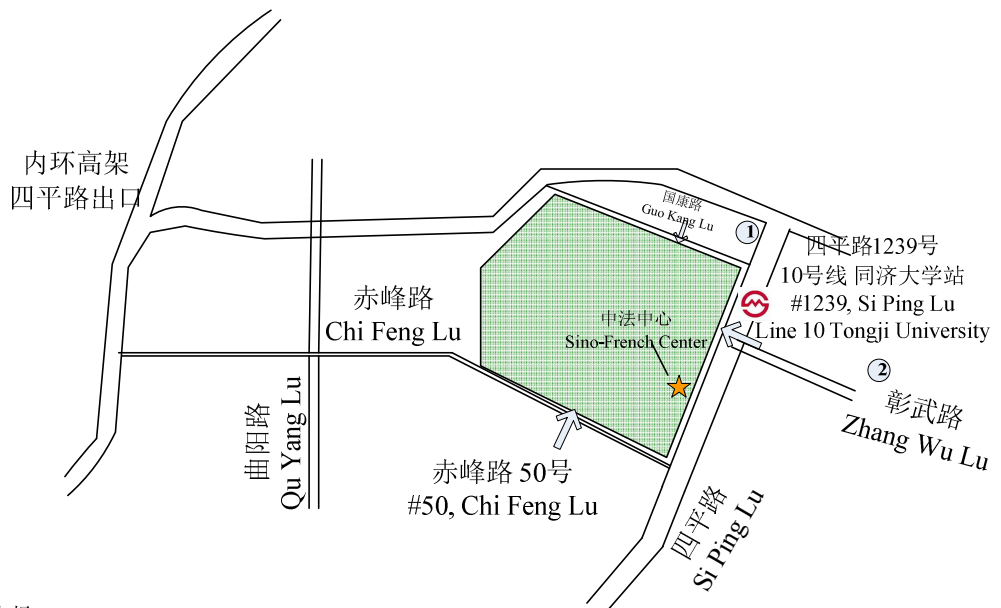 内环高架
四平路出口
国康路
Guo Kang Lu
1
四平路1239号
10号线 同济大学站
#1239, Si Ping Lu
Line 10 Tongji University
赤峰路
Chi Feng Lu
中法中心
Sino-French Center
2
彰武路
Zhang Wu Lu
曲阳路
Qu Yang Lu
赤峰路 50号
#50, Chi Feng Lu
四平路
Si Ping Lu